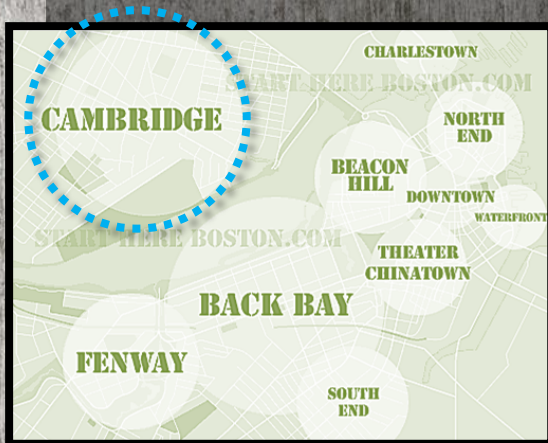 CHARLESTOWN
START HERE BOSTON.COM
CAMBRIDGE
NORTH
END
BEACON
HILL
DOWNTOWN
WATERFRONT
START HERE BOSTON.COM
THEATER
CHINATOWN
BACK BAY
FENWAY
SOUTH
END